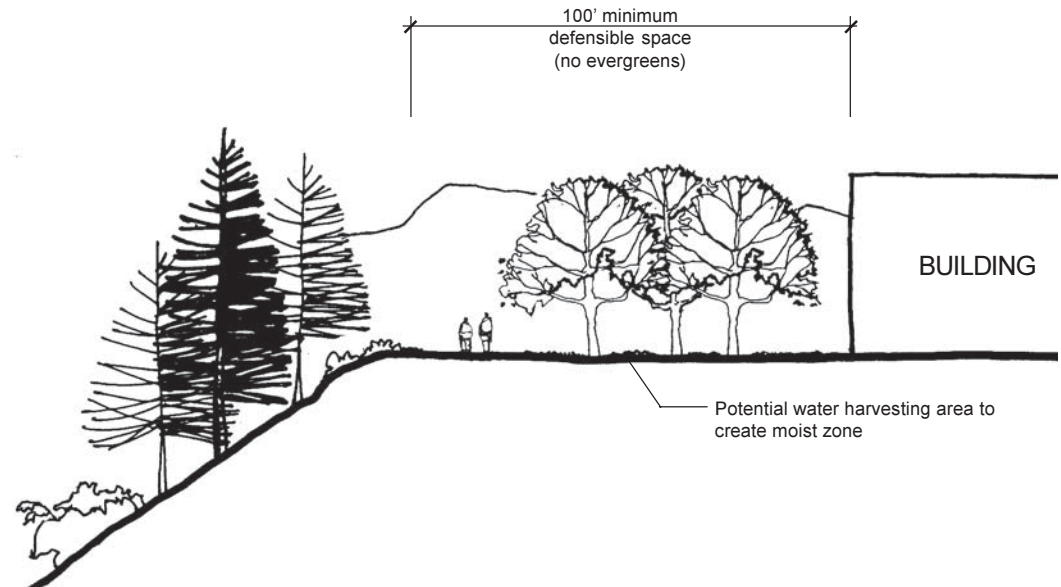 100’ minimum
defensible space
(no evergreens)
BUILDING
Potential water harvesting area to
create moist zone